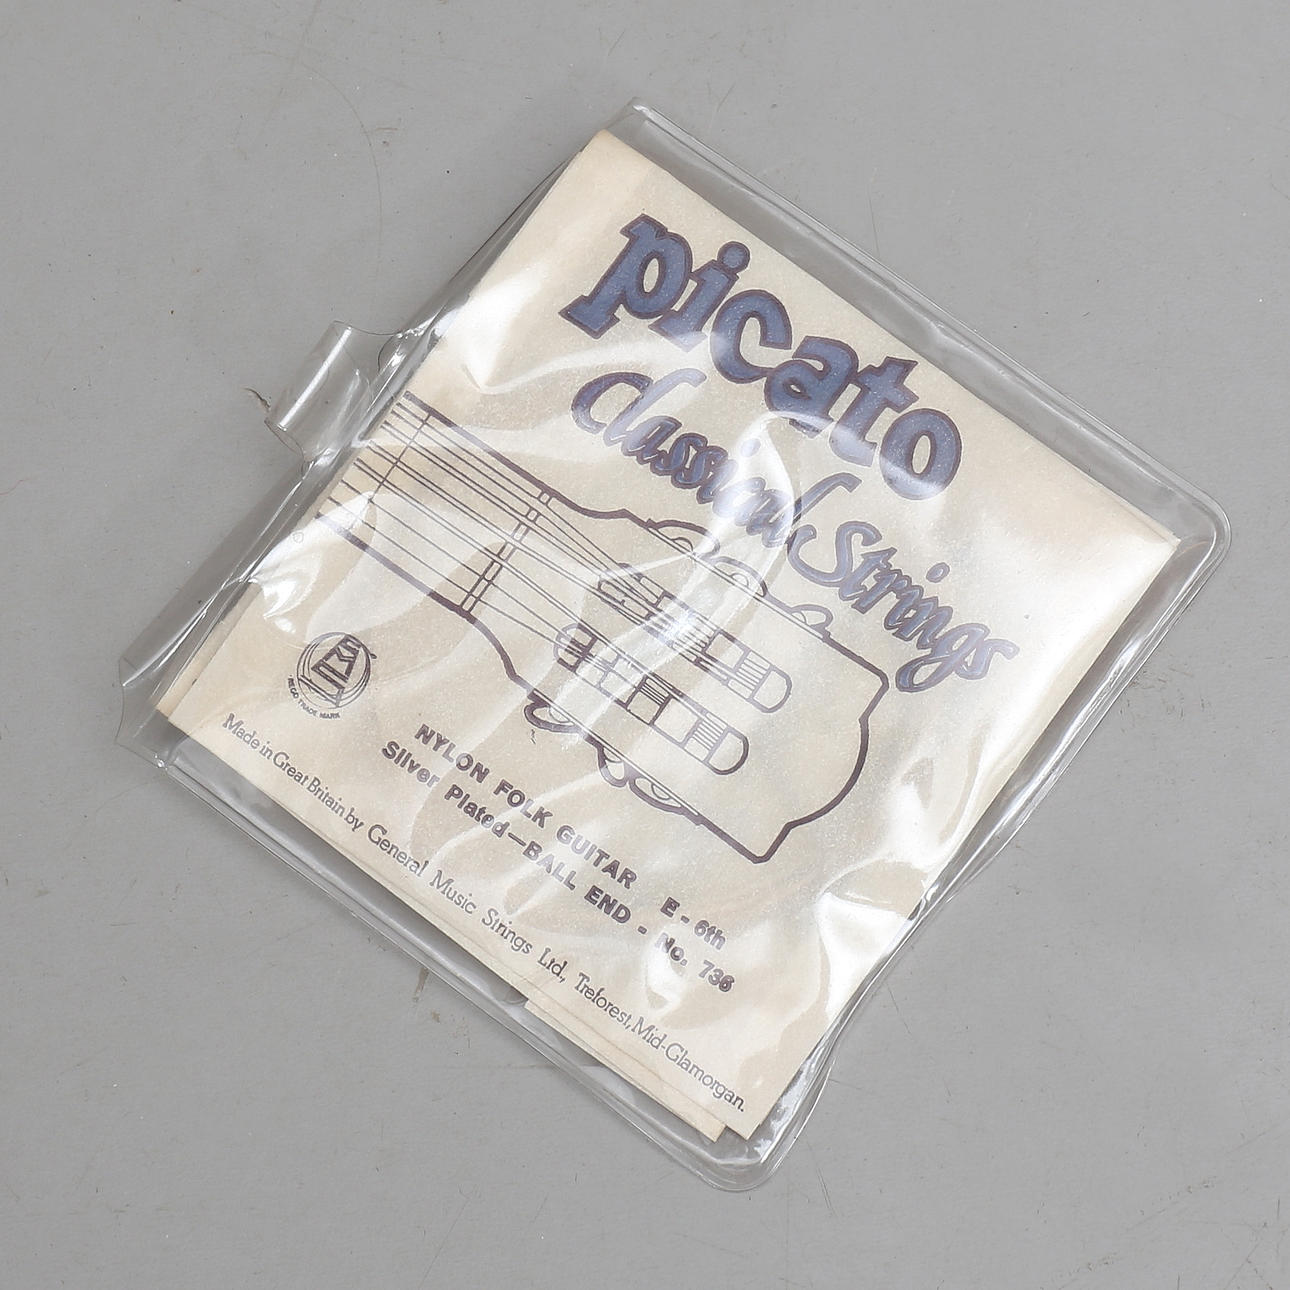 picato
Classical Strings
GMS
REGD. TRADE MARK
NYLON FOLK GUITAR E - 6th
Silver Plated—BALL END - No. 736
Made in Great Britain by General Music Strings Ltd., Treforest, Mid-Glamorgan.